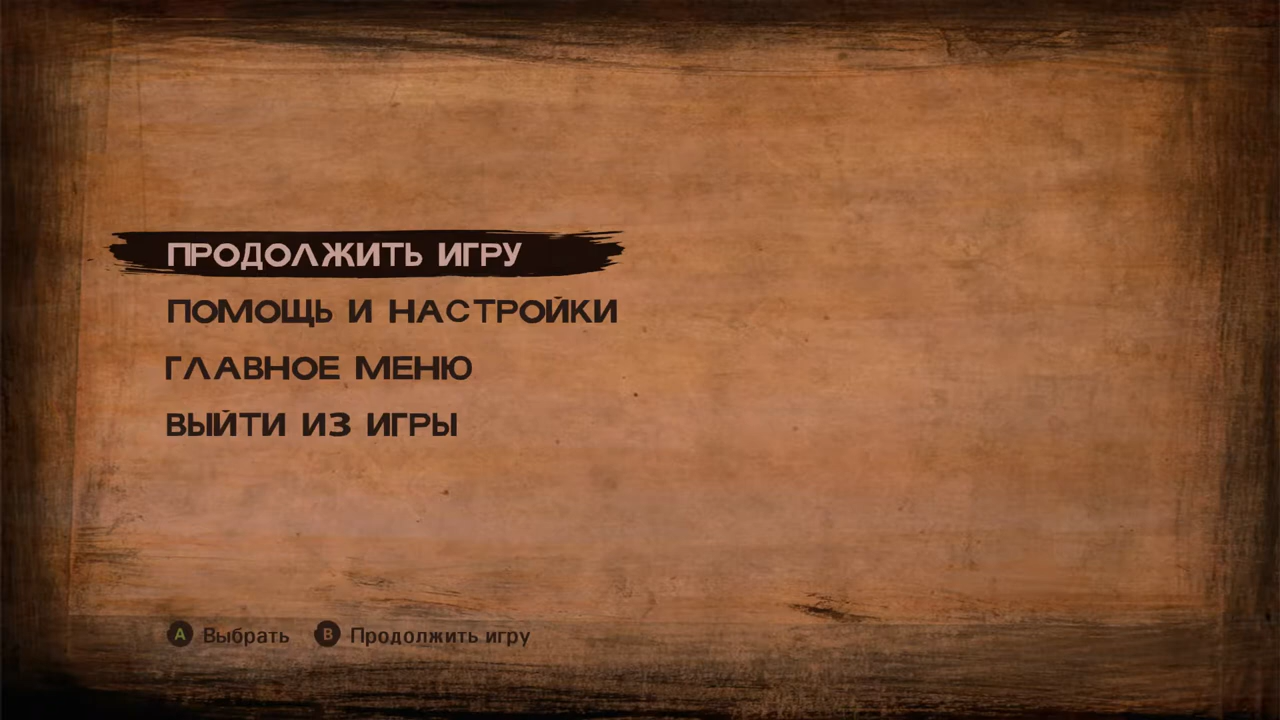 ПРОДОЛЖИТЬ ИГРУ
ПОМОЩЬ И НАСТРОЙКИ
ГЛАВНОЕ МЕНЮ
ВЫЙТИ ИЗ ИГРЫ
A Выбрать B Продолжить игру